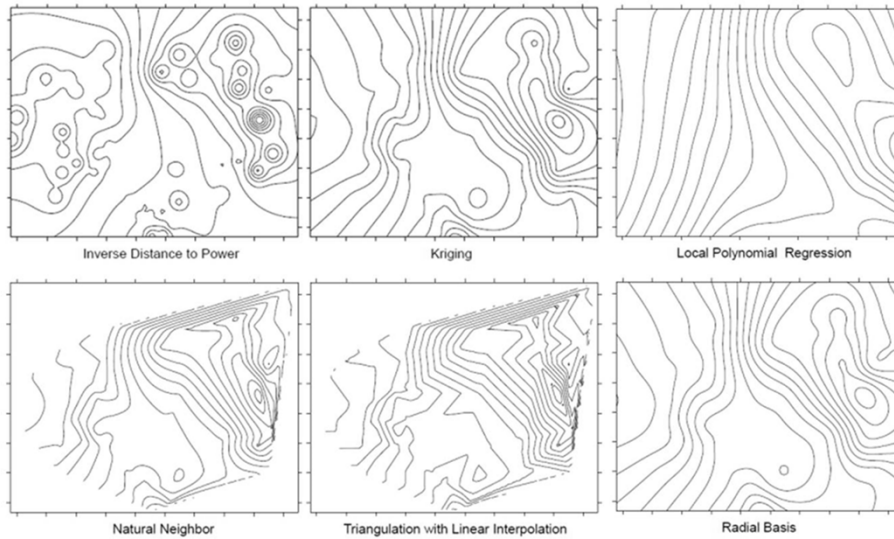 Inverse Distance to Power
Kriging
Local Polynomial Regression
Natural Neighbor
Triangulation with Linear Interpolation
Radial Basis